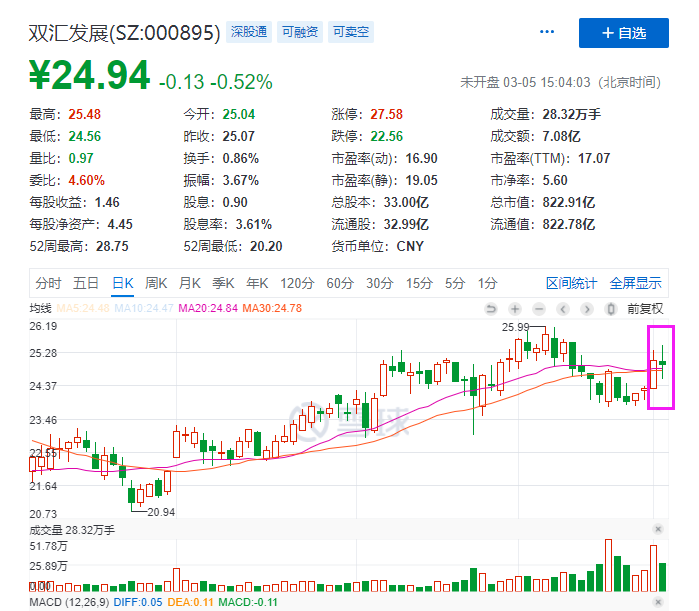 双汇发展(SZ:000895) 深股通 可融资 可卖空 ··· + 自选
¥24.94 -0.13 -0.52% 未开盘 03-05 15:04:03（北京时间）
最高：25.48 今开：25.04 涨停：27.58 成交量：28.32万手
最低：24.56 昨收：25.07 跌停：22.56 成交额：7.08亿
量比：0.97 换手：0.86% 市盈率(动)：16.90 市盈率(TTM)：17.07
委比：4.60% 振幅：3.67% 市盈率(静)：19.05 市净率：5.60
每股收益：1.46 股息：0.90 总股本：33.00亿 总市值：822.91亿
每股净资产：4.45 股息率：3.61% 流通股：32.99亿 流通值：822.78亿
52周最高：28.75 52周最低：20.20 货币单位：CNY
分时 五日 日K 周K 月K 季K 年K 120分 60分 30分 15分 5分 1分 区间统计 全屏显示
均线 MA5:24.48 MA10:24.47 MA20:24.84 MA30:24.78 前复权
26.19
25.99
25.28
24.37
23.46
雪球
22.55
21.64
20.94
20.73
成交量 28.32万手
51.78万
25.89万
0.00
MACD (12,26,9) DIFF:0.05 DEA:0.11 MACD:-0.11